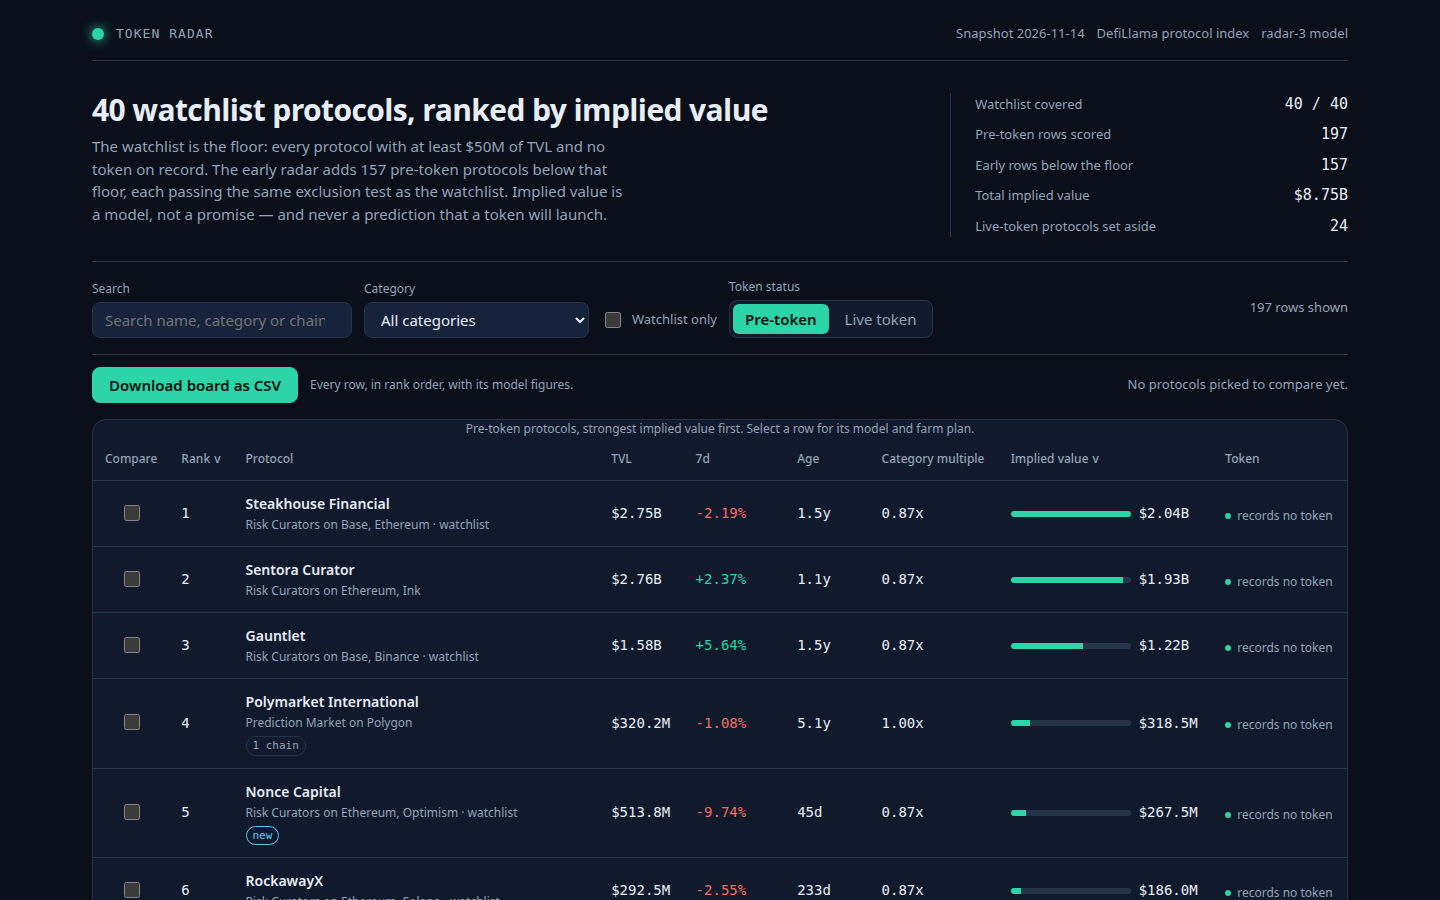 TOKEN RADAR
Snapshot 2026-11-14 DefiLlama protocol index radar-3 model
40 watchlist protocols, ranked by implied value
The watchlist is the floor: every protocol with at least $50M of TVL and no
token on record. The early radar adds 157 pre-token protocols below that
floor, each passing the same exclusion test as the watchlist. Implied value is
a model, not a promise — and never a prediction that a token will launch.
Watchlist covered 40 / 40
Pre-token rows scored 197
Early rows below the floor 157
Total implied value $8.75B
Live-token protocols set aside 24
Search
Search name, category or chain
Category
All categories
Watchlist only
Token status
Pre-token Live token
197 rows shown
Download board as CSV Every row, in rank order, with its model figures.
No protocols picked to compare yet.
Pre-token protocols, strongest implied value first. Select a row for its model and farm plan.
Compare Rank v Protocol TVL 7d Age Category multiple Implied value v Token
1 Steakhouse Financial $2.75B -2.19% 1.5y 0.87x $2.04B records no token
Risk Curators on Base, Ethereum · watchlist
2 Sentora Curator $2.76B +2.37% 1.1y 0.87x $1.93B records no token
Risk Curators on Ethereum, Ink
3 Gauntlet $1.58B +5.64% 1.5y 0.87x $1.22B records no token
Risk Curators on Base, Binance · watchlist
4 Polymarket International $320.2M -1.08% 5.1y 1.00x $318.5M records no token
Prediction Market on Polygon
1 chain
5 Nonce Capital $513.8M -9.74% 45d 0.87x $267.5M records no token
Risk Curators on Ethereum, Optimism · watchlist
new
6 RockawayX $292.5M -2.55% 233d 0.87x $186.0M records no token